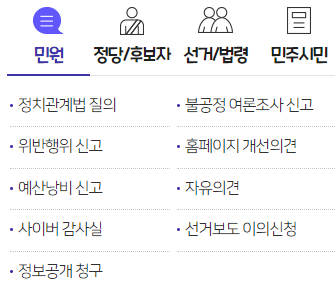 민원
정당/후보자
선거/법령
민주시민
정치관계법 질의
불공정 여론조사 신고
위반행위 신고
홈페이지 개선의견
예산낭비 신고
자유의견
사이버 감사실
선거보도 이의신청
정보공개 청구